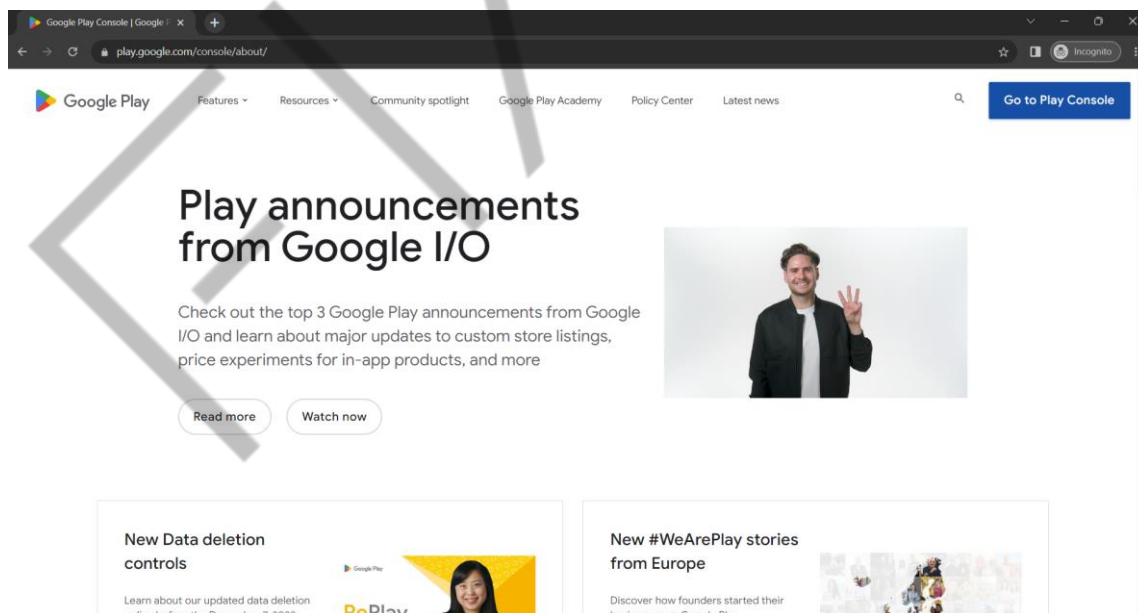 Google Play Console | Google P
play.google.com/console/about/
Incognito
Google Play
Features
Resources
Community spotlight
Google Play Academy
Policy Center
Latest news
Go to Play Console
Play announcements
from Google I/O
Check out the top 3 Google Play announcements from Google
I/O and learn about major updates to custom store listings,
price experiments for in-app products, and more
Read more
Watch now
New Data deletion
controls
Learn about our updated data deletion
Google Play
PePlay
New #WeArePlay stories
from Europe
Discover how founders started their